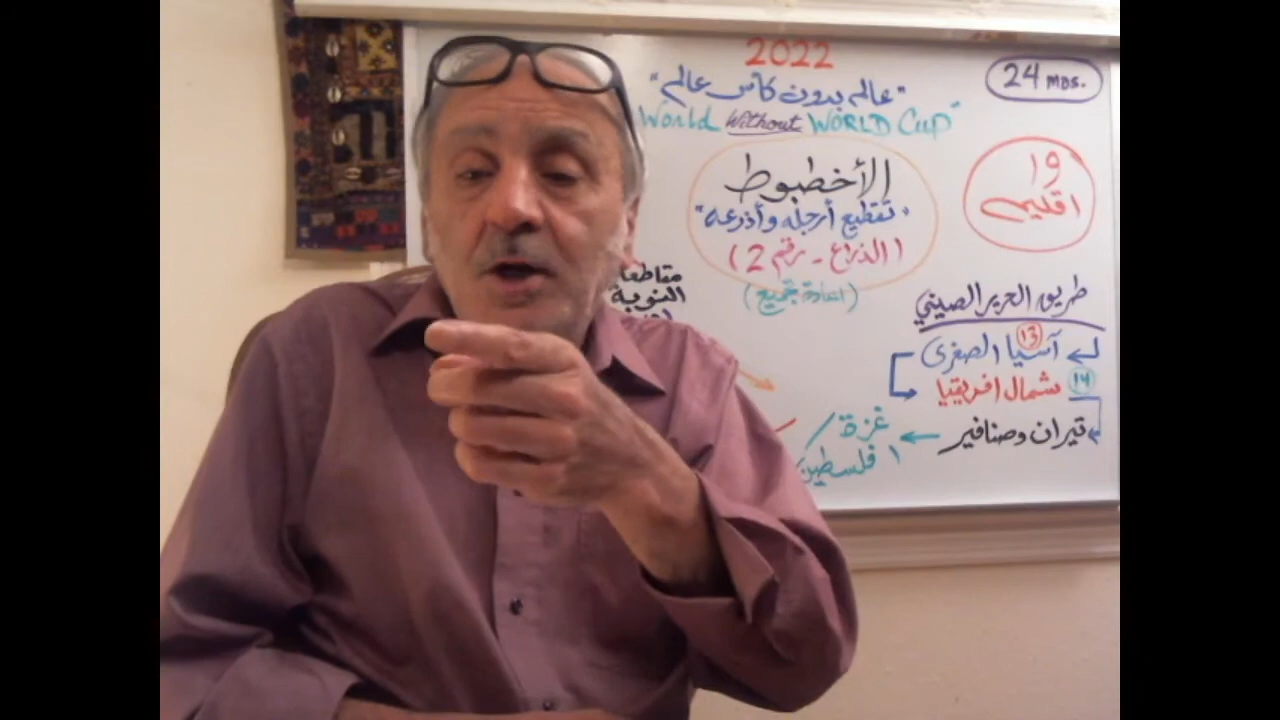 2022
"عالم بدون كأس عالم"
World Without WORLD Cup"
24 mos.
19
اقليم
الأخطبوط
"تقطيع أرجله وأذرعه"
(الذراع - رقم 2)
(اعادة تجميع)
مقاطعة
النوبة
طريق الحرير الصيني
آسيا الصغرى 13
شمال افريقيا 14
تيران وصنافير
غزة /
فلسطين